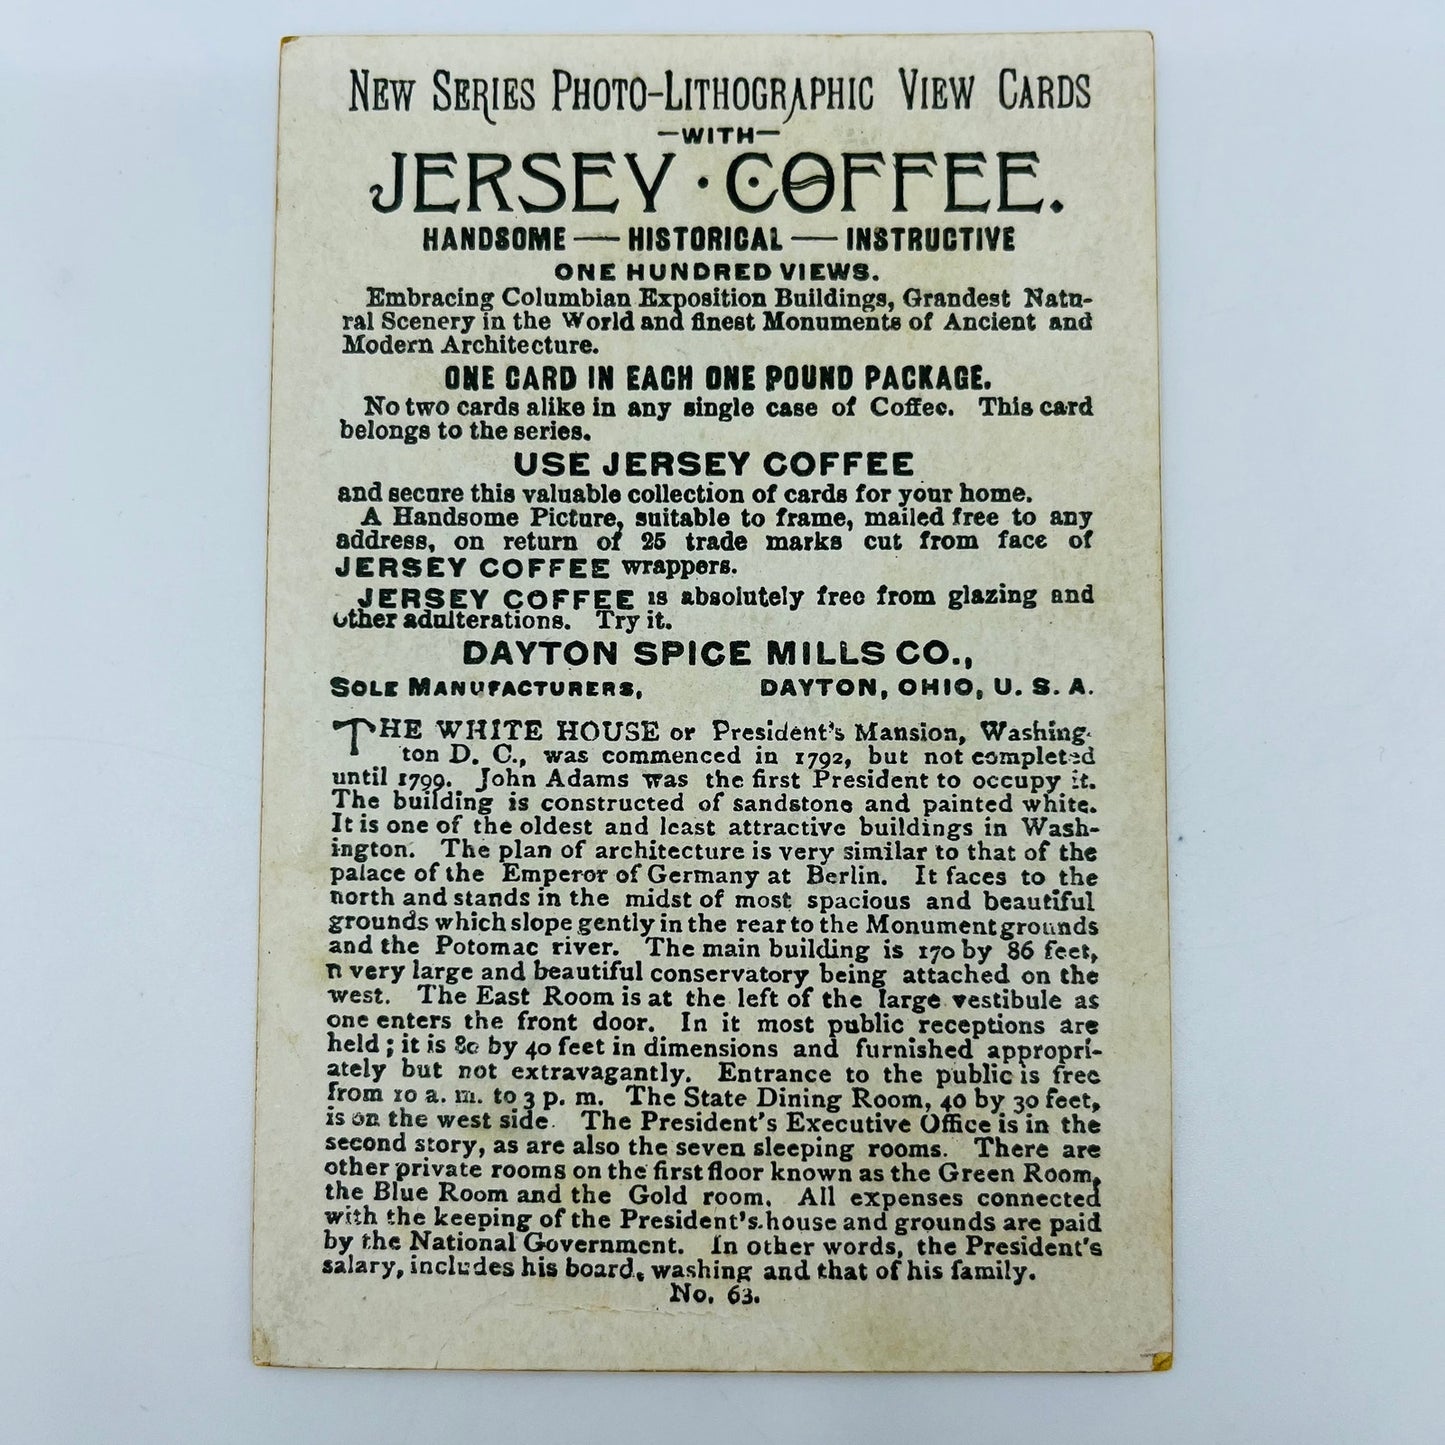 NEW SERIES PHOTO-LITHOGRAPHIC VIEW CARDS
—WITH—
JERSEY · COFFEE.
HANDSOME — HISTORICAL — INSTRUCTIVE
ONE HUNDRED VIEWS.
Embracing Columbian Exposition Buildings, Grandest Natu-
ral Scenery in the World and finest Monuments of Ancient and
Modern Architecture.
ONE CARD IN EACH ONE POUND PACKAGE.
No two cards alike in any single case of Coffee. This card
belongs to the series.
USE JERSEY COFFEE
and secure this valuable collection of cards for your home.
A Handsome Picture, suitable to frame, mailed free to any
address, on return of 25 trade marks cut from face of
JERSEY COFFEE wrappers.
JERSEY COFFEE is absolutely free from glazing and
other adulterations. Try it.
DAYTON SPICE MILLS CO.,
SOLE MANUFACTURERS, DAYTON, OHIO, U. S. A.
THE WHITE HOUSE or President's Mansion, Washing-
ton D. C., was commenced in 1792, but not completed
until 1799. John Adams was the first President to occupy it.
The building is constructed of sandstone and painted white.
It is one of the oldest and least attractive buildings in Wash-
ington. The plan of architecture is very similar to that of the
palace of the Emperor of Germany at Berlin. It faces to the
north and stands in the midst of most spacious and beautiful
grounds which slope gently in the rear to the Monument grounds
and the Potomac river. The main building is 170 by 86 feet,
a very large and beautiful conservatory being attached on the
west. The East Room is at the left of the large vestibule as
one enters the front door. In it most public receptions are
held ; it is 80 by 40 feet in dimensions and furnished appropri-
ately but not extravagantly. Entrance to the public is free
from 10 a. m. to 3 p. m. The State Dining Room, 40 by 30 feet,
is on the west side. The President's Executive Office is in the
second story, as are also the seven sleeping rooms. There are
other private rooms on the first floor known as the Green Room,
the Blue Room and the Gold room. All expenses connected
with the keeping of the President's house and grounds are paid
by the National Government. In other words, the President's
salary, includes his board, washing and that of his family.
No. 63.